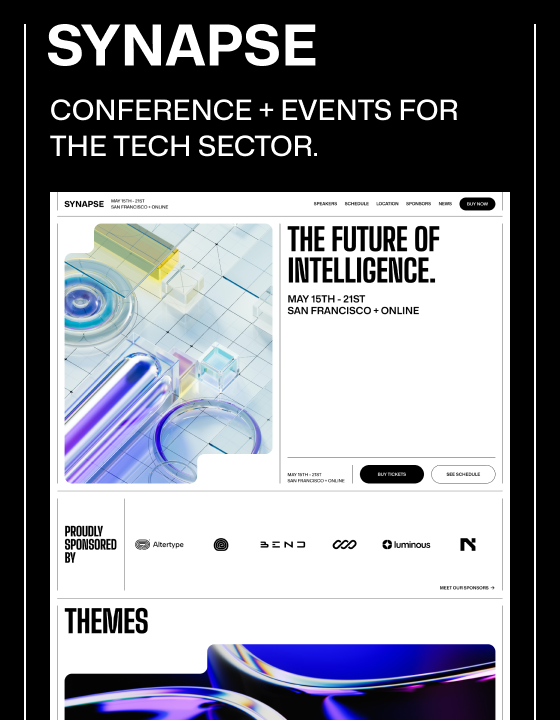 SYNAPSE
CONFERENCE + EVENTS FOR
THE TECH SECTOR.
SYNAPSE
MAY 15TH - 21ST
SAN FRANCISCO + ONLINE
SPEAKERS SCHEDULE LOCATION SPONSORS NEWS BUY NOW
THE FUTURE OF
INTELLIGENCE.
MAY 15TH - 21ST
SAN FRANCISCO + ONLINE
MAY 15TH - 21ST
SAN FRANCISCO + ONLINE
BUY TICKETS
SEE SCHEDULE
PROUDLY
SPONSORED
BY
Altertype
BEND
luminous
MEET OUR SPONSORS →
THEMES